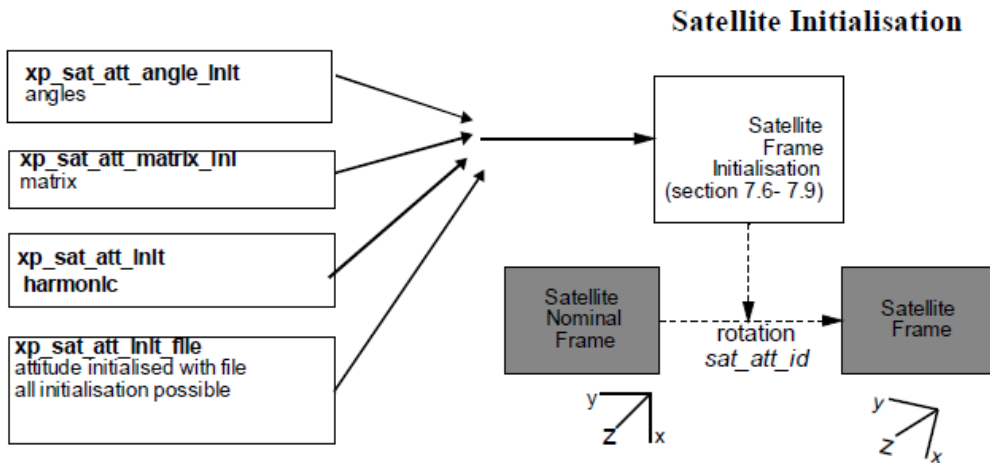 Satellite Initialisation
xp_sat_att_angle_init
angles
xp_sat_att_matrix_ini
matrix
xp_sat_att_init
harmonic
xp_sat_att_init_file
attitude initialised with file
all initialisation possible
Satellite
Frame
Initialisation
(section 7.6- 7.9)
Satellite
Nominal
Frame
rotation
sat_att_id
Satellite
Frame
y
Z
x
y
Z
x